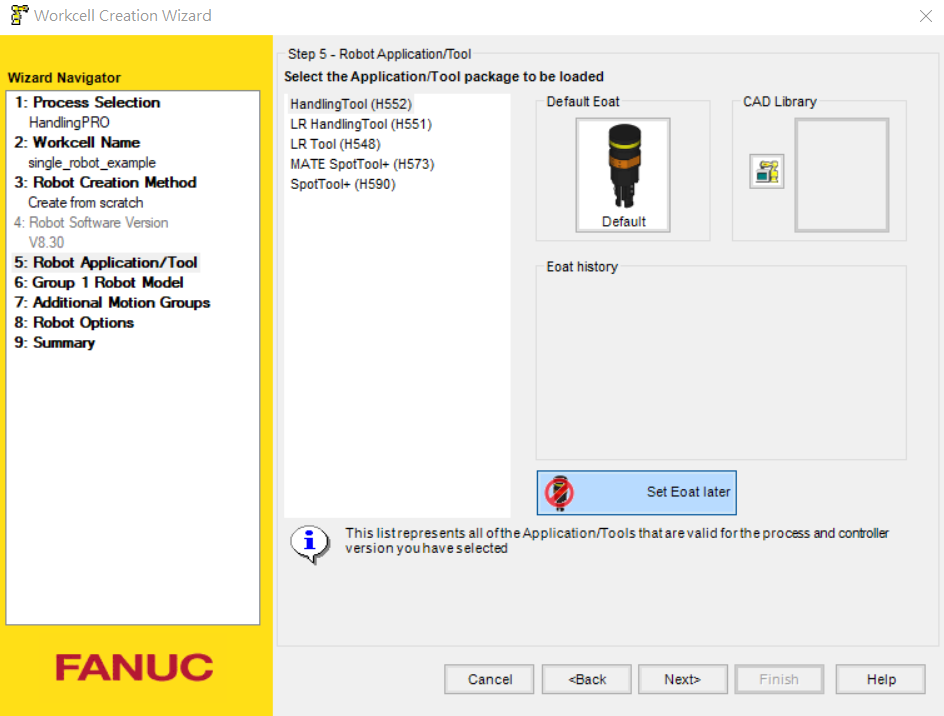 Workcell Creation Wizard
Wizard Navigator
1: Process Selection
HandlingPRO
2: Workcell Name
single_robot_example
3: Robot Creation Method
Create from scratch
4: Robot Software Version
V8.30
5: Robot Application/Tool
6: Group 1 Robot Model
7: Additional Motion Groups
8: Robot Options
9: Summary
FANUC
Step 5 - Robot Application/Tool
Select the Application/Tool package to be loaded
HandlingTool (H552)
LR HandlingTool (H551)
LR Tool (H548)
MATE SpotTool+ (H573)
SpotTool+ (H590)
Default Eoat
Default
CAD Library
Eoat history
Set Eoat later
This list represents all of the Application/Tools that are valid for the process and controller
version you have selected
Cancel
<Back
Next>
Finish
Help